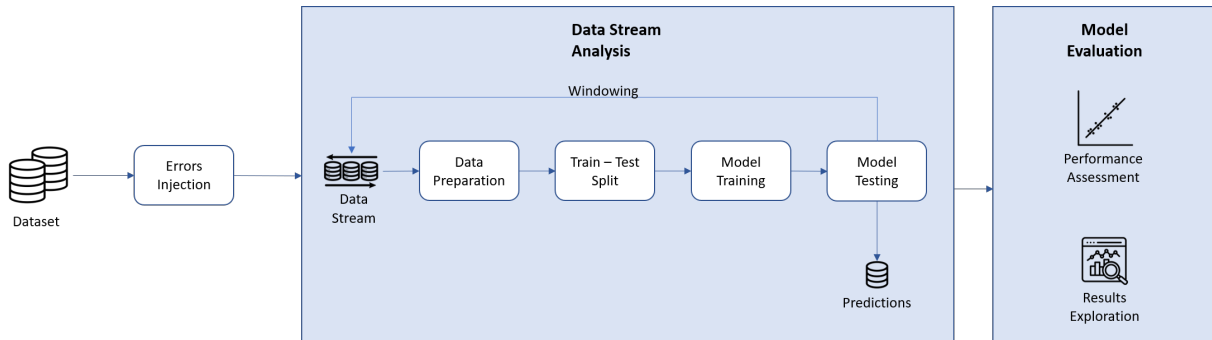 Data Stream
Analysis
Model
Evaluation
Windowing
Errors
Injection
Data
Preparation
Train – Test
Split
Model
Training
Model
Testing
Performance
Assessment
Dataset
Data
Stream
Predictions
Results
Exploration